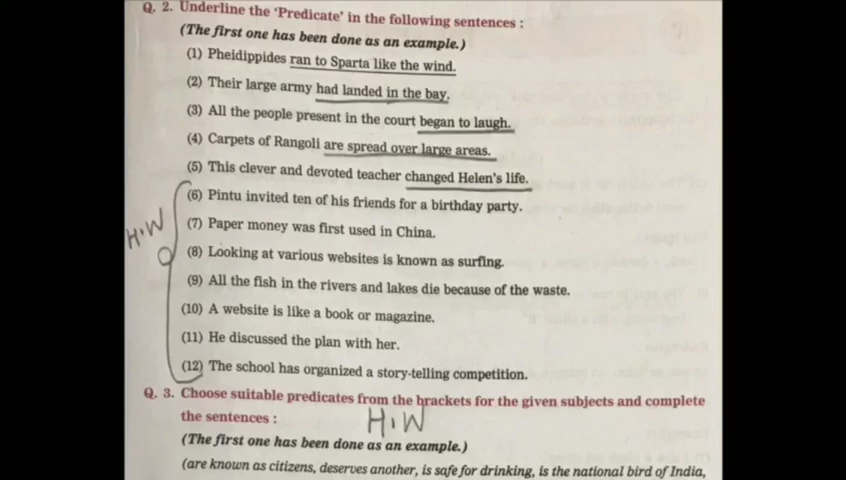 Q. 2. Underline the 'Predicate' in the following sentences :
(The first one has been done as an example.)
(1) Pheidippides ran to Sparta like the wind.
(2) Their large army had landed in the bay.
(3) All the people present in the court began to laugh.
(4) Carpets of Rangoli are spread over large areas.
(5) This clever and devoted teacher changed Helen's life.
(6) Pintu invited ten of his friends for a birthday party.
H.W
(7) Paper money was first used in China.
(8) Looking at various websites is known as surfing.
(9) All the fish in the rivers and lakes die because of the waste.
(10) A website is like a book or magazine.
(11) He discussed the plan with her.
(12) The school has organized a story-telling competition.
Q. 3. Choose suitable predicates from the brackets for the given subjects and complete
the sentences :
H.W
(The first one has been done as an example.)
(are known as citizens, deserves another, is safe for drinking, is the national bird of India,